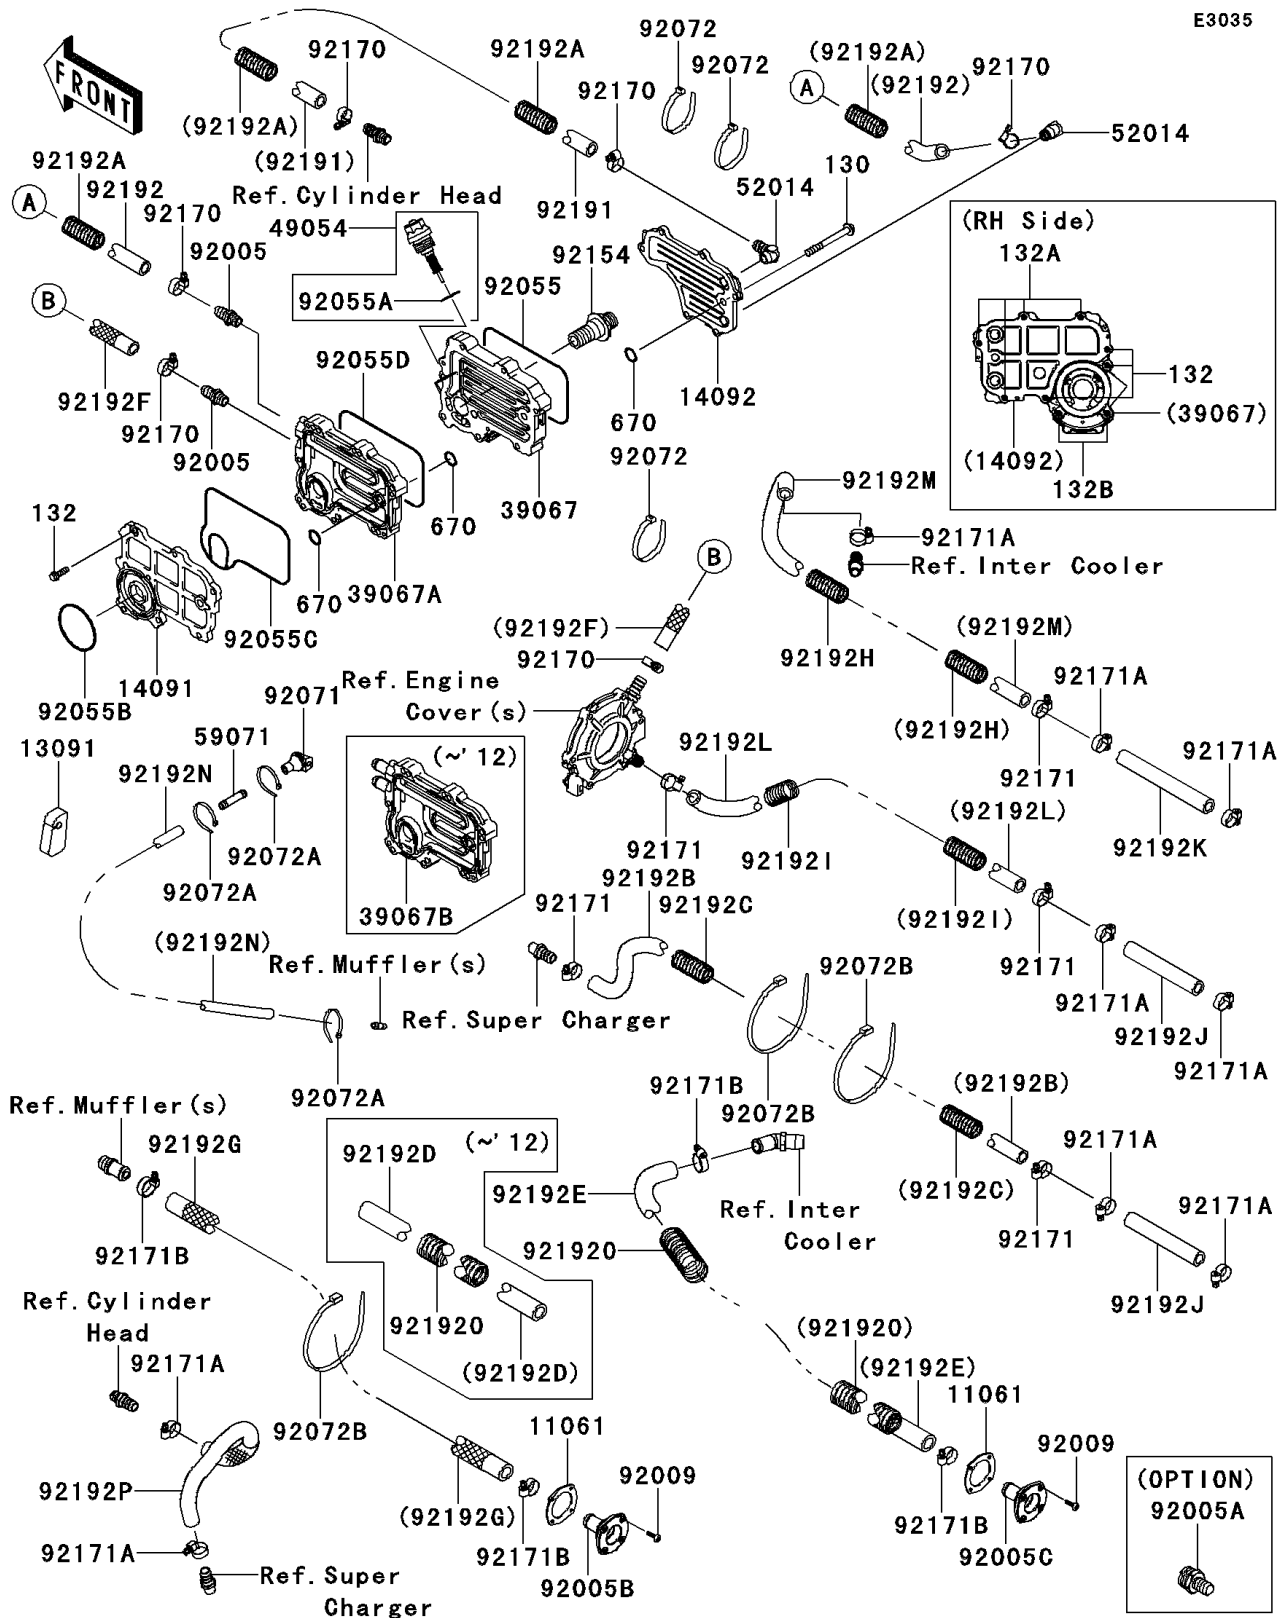 E3035
92072
92170
92192A
92072
(92192A)
92170
(92192)
92170
FRONT
A
52014
(92192A)
(92191)
92192A
92192
92170
A
92005
Ref.Cylinder Head
92191
52014
130
49054
92154
92055
92055A
(RH Side)
132A
B
92055D
14092
670
132
(39067)
(14092)
132B
92192F
92170
92005
92072
39067
670
92192M
92171A
Ref.Inter Cooler
132
B
670
39067A
92055C
14091
92055B
(92192F)
92170
92192H
(92192M)
92171A
Ref.Engine
Cover(s)
92071
59071
13091
92192N
(~'12)
92192L
(92192H)
92171
92171A
(92192L)
92072A
92072A
39067B
92171
92192I
92192K
92192B
92171
92192C
(92192I)
92171
(92192N)
Ref.Muffler(s)
92072B
92171A
92192J
Ref.Super Charger
92171A
92072A
92171B
92072B
(92192B)
Ref.Muffler(s)
92192G
92192D
(~'12)
92171A
92192E
(92192C)
92171
92171A
Ref.Inter
Cooler
92171B
921920
92192J
Ref.Cylinder
Head
921920
(921920)
(92192D)
(92192E)
92171A
11061
92072B
11061
92009
92009
(OPTION)
92005A
92192P
(92192G)
92171B
92171B
92005C
92171A
92005B
Ref.Super
Charger